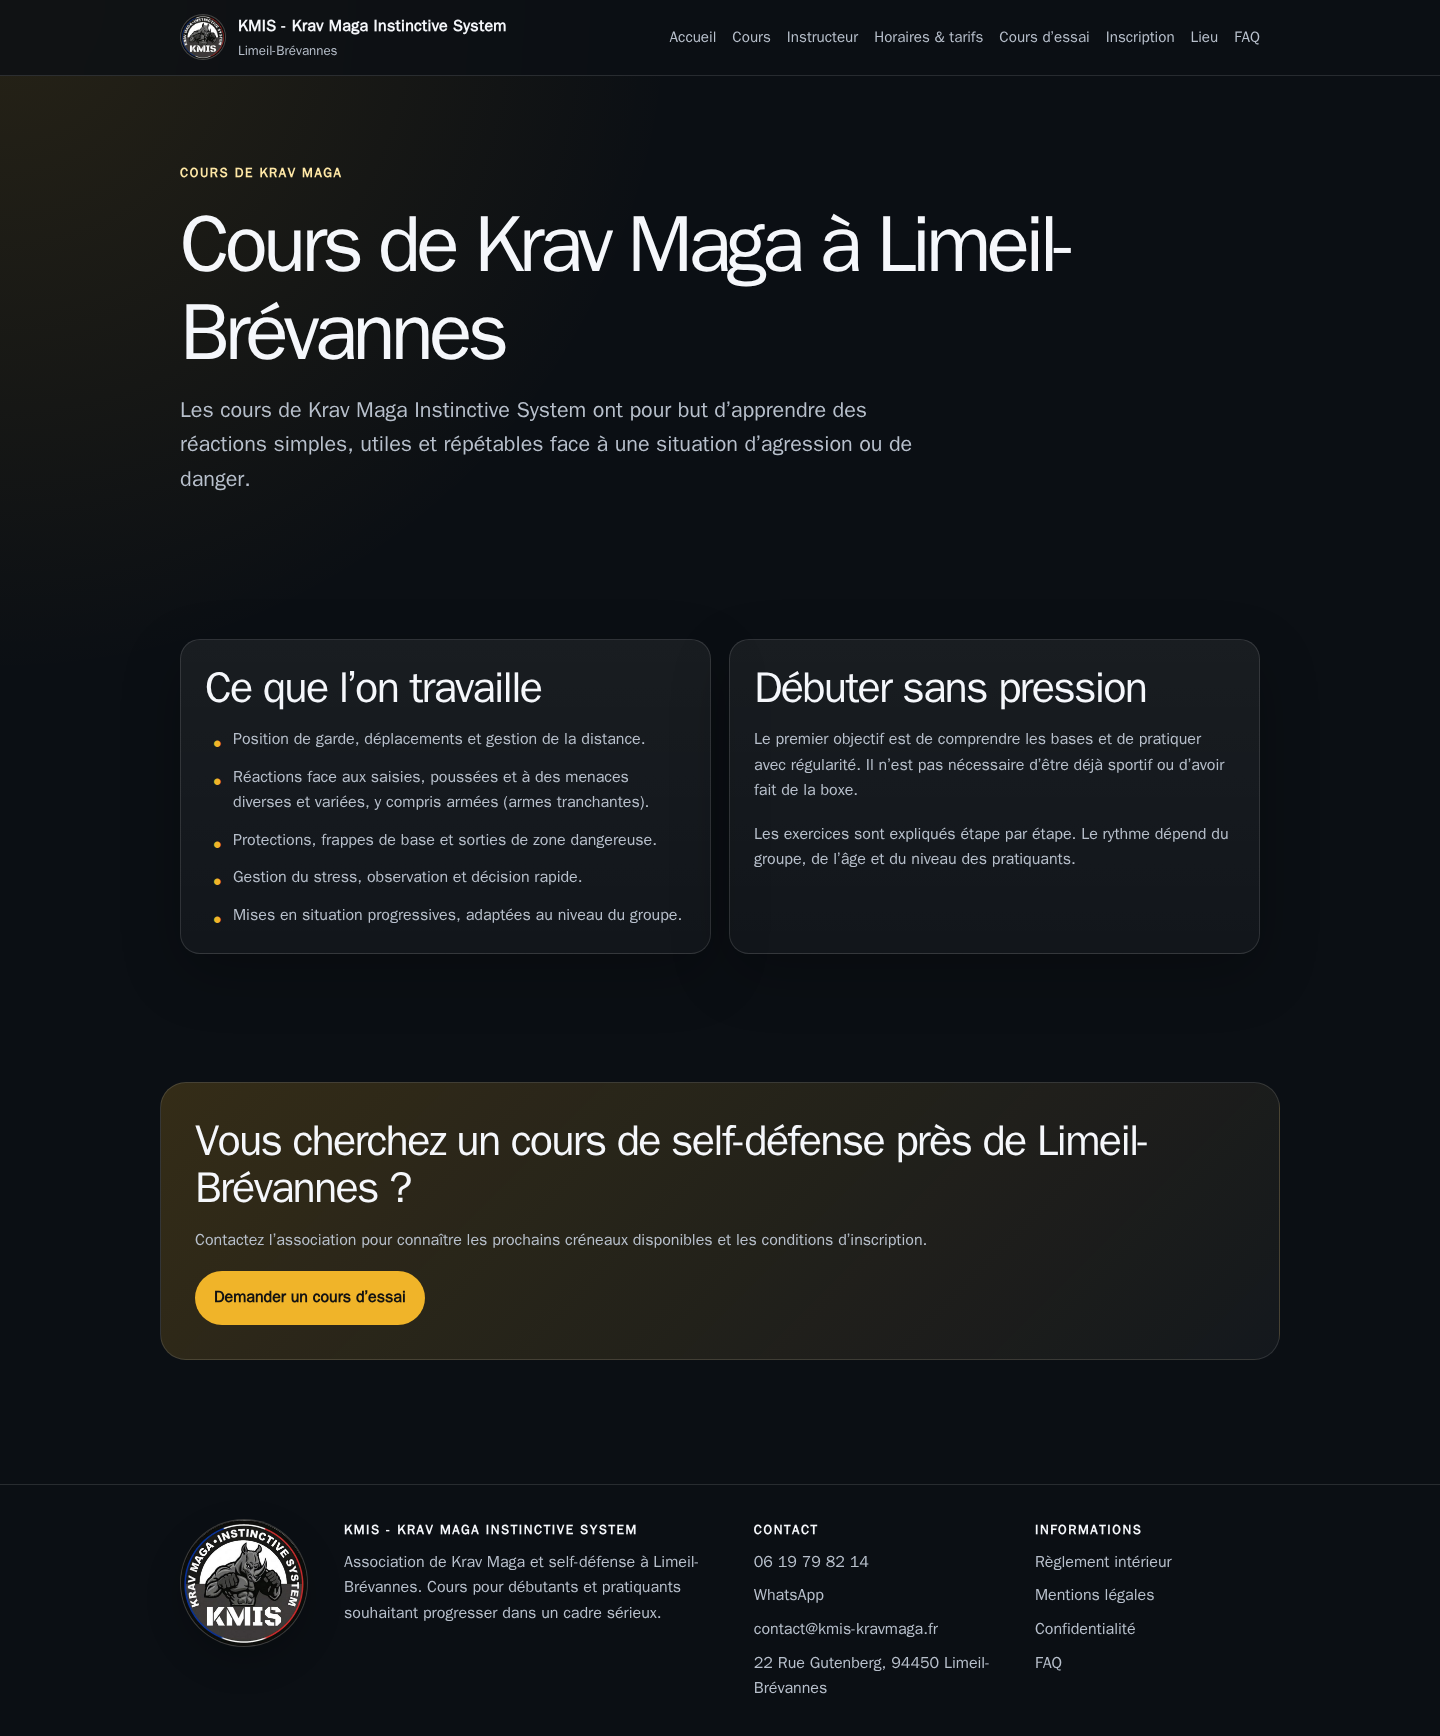 KMIS - Krav Maga Instinctive System
Limeil-Brévannes
Accueil Cours Instructeur Horaires & tarifs Cours d’essai Inscription Lieu FAQ
COURS DE KRAV MAGA
Cours de Krav Maga à Limeil-
Brévannes
Les cours de Krav Maga Instinctive System ont pour but d’apprendre des
réactions simples, utiles et répétables face à une situation d’agression ou de
danger.
Ce que l’on travaille
Position de garde, déplacements et gestion de la distance.
Réactions face aux saisies, poussées et à des menaces
diverses et variées, y compris armées (armes tranchantes).
Protections, frappes de base et sorties de zone dangereuse.
Gestion du stress, observation et décision rapide.
Mises en situation progressives, adaptées au niveau du groupe.
Débuter sans pression
Le premier objectif est de comprendre les bases et de pratiquer
avec régularité. Il n’est pas nécessaire d’être déjà sportif ou d’avoir
fait de la boxe.
Les exercices sont expliqués étape par étape. Le rythme dépend du
groupe, de l’âge et du niveau des pratiquants.
Vous cherchez un cours de self-défense près de Limeil-
Brévannes ?
Contactez l’association pour connaître les prochains créneaux disponibles et les conditions d’inscription.
Demander un cours d’essai
KRAV MAGA • INSTINCTIVE SYSTEM
KMIS
KMIS - KRAV MAGA INSTINCTIVE SYSTEM
Association de Krav Maga et self-défense à Limeil-
Brévannes. Cours pour débutants et pratiquants
souhaitant progresser dans un cadre sérieux.
CONTACT
06 19 79 82 14
WhatsApp
contact@kmis-kravmaga.fr
22 Rue Gutenberg, 94450 Limeil-
Brévannes
INFORMATIONS
Règlement intérieur
Mentions légales
Confidentialité
FAQ